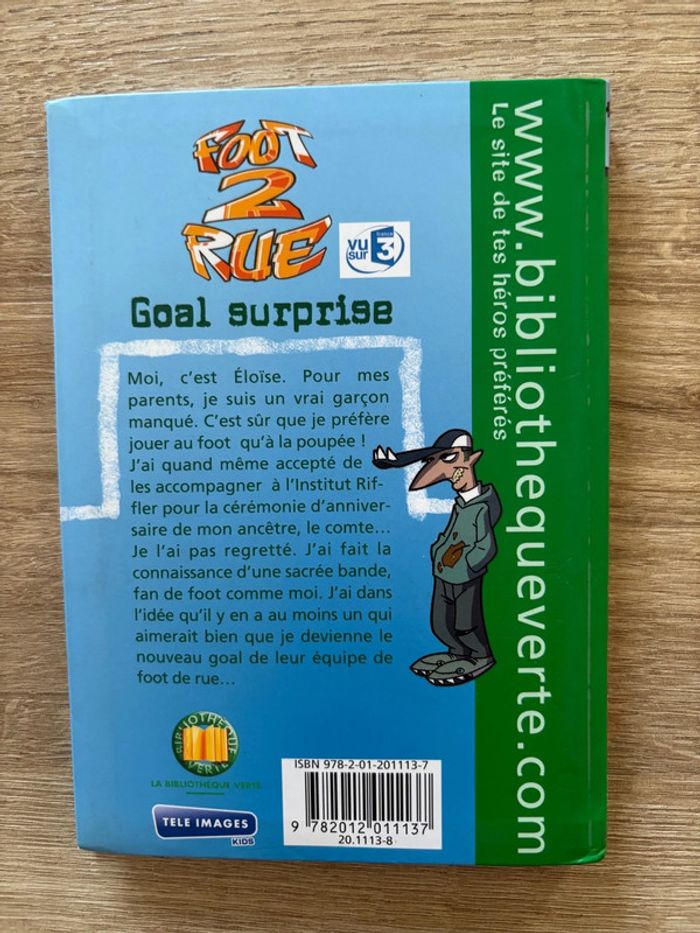 FOOT
2
RUE
vu
sur
france
3
Goal surprise
Moi, c'est Éloïse. Pour mes
parents, je suis un vrai garçon
manqué. C'est sûr que je préfère
jouer au foot qu'à la poupée !
J'ai quand même accepté de
les accompagner à l'Institut Rif-
fler pour la cérémonie d'anniver-
saire de mon ancêtre, le comte...
Je l'ai pas regretté. J'ai fait la
connaissance d'une sacrée bande,
fan de foot comme moi. J'ai dans
l'idée qu'il y en a au moins un qui
aimerait bien que je devienne le
nouveau goal de leur équipe de
foot de rue...
BIBLIOTHÈQUE
VERTE
LA BIBLIOTHÈQUE VERTE
TELE IMAGES
KIDS
ISBN 978-2-01-201113-7
9 782012 011137
20.1113-8
www.bibliothequeverte.com
Le site de tes héros préférés